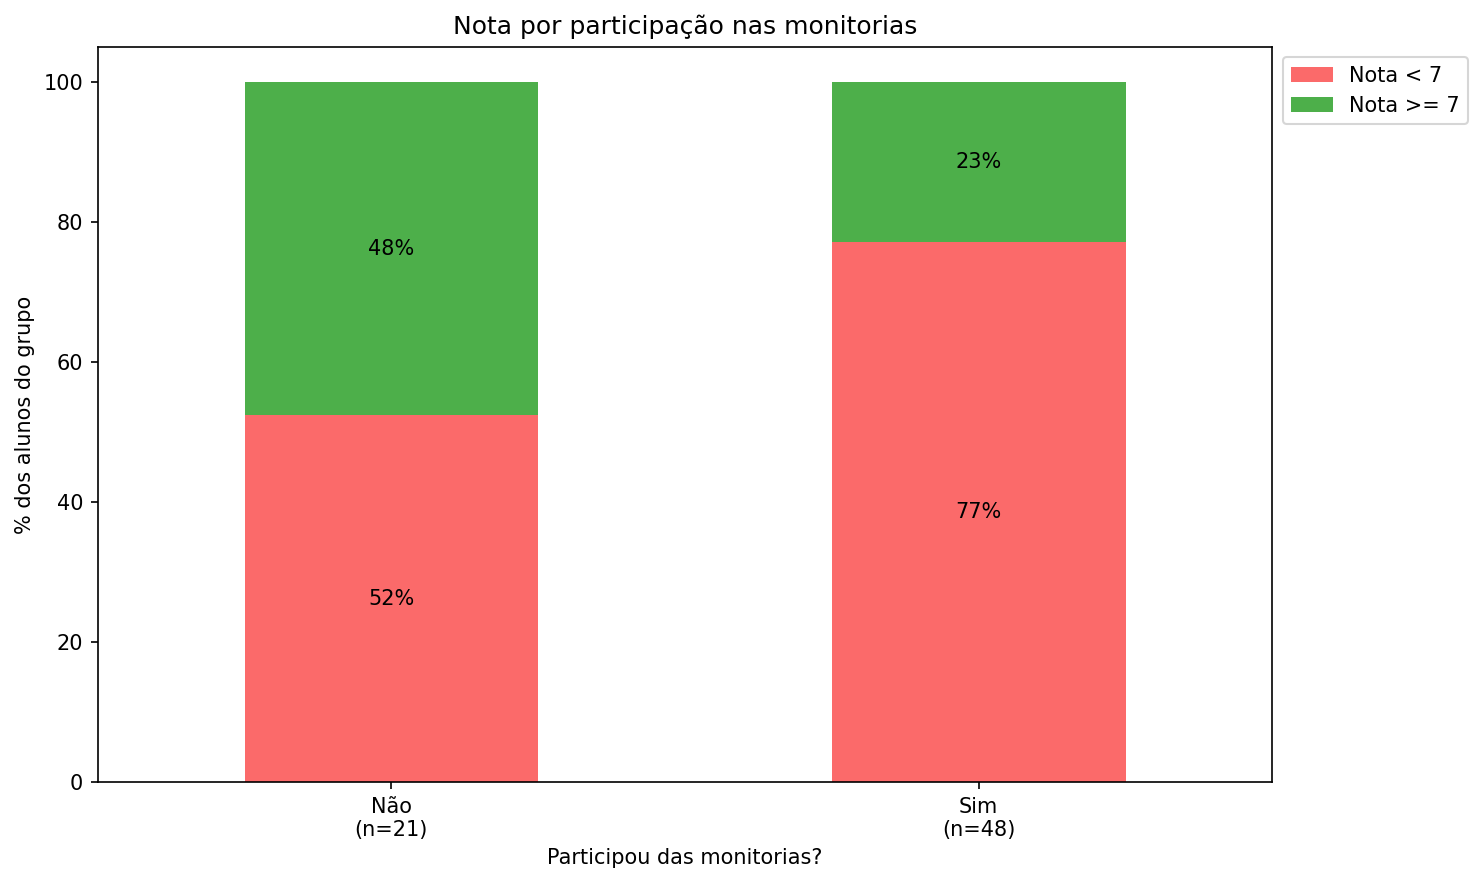 Nota por participação nas monitorias
Nota < 7
Nota >= 7
% dos alunos do grupo
100
80
60
40
20
0
48%
52%
23%
77%
Não
(n=21)
Sim
(n=48)
Participou das monitorias?